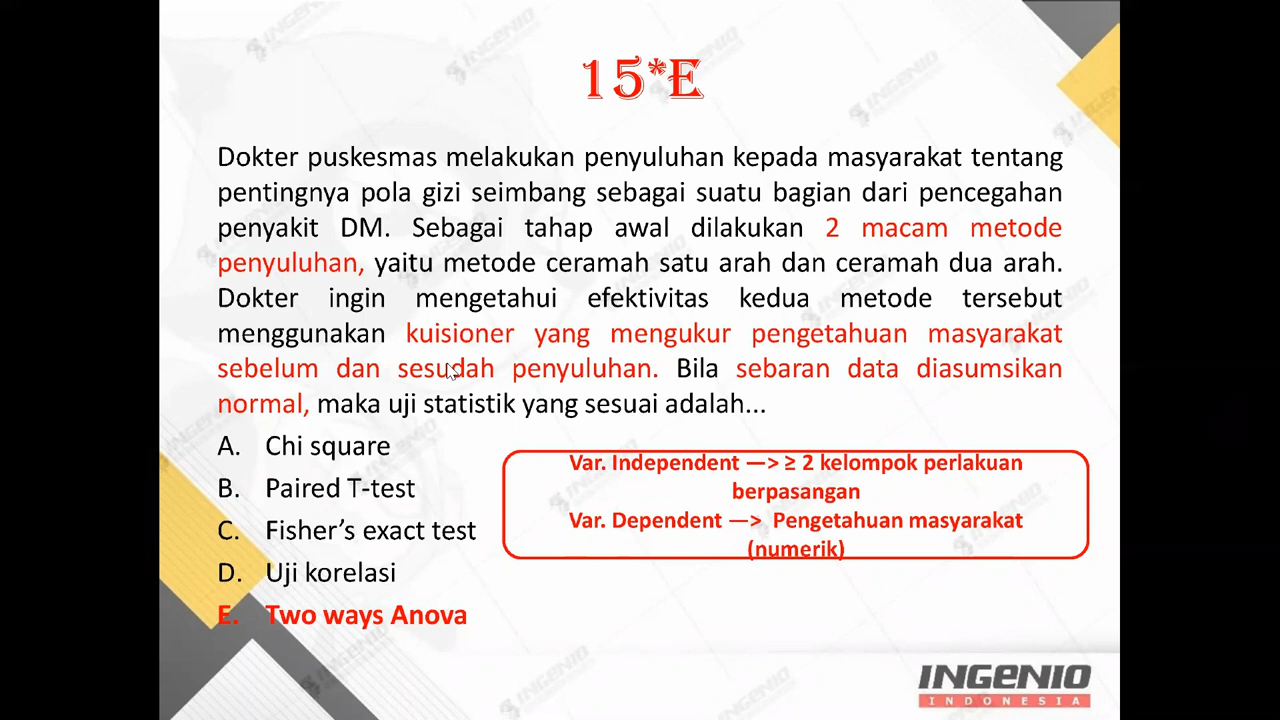 15*E
Dokter puskesmas melakukan penyuluhan kepada masyarakat tentang
pentingnya pola gizi seimbang sebagai suatu bagian dari pencegahan
penyakit DM. Sebagai tahap awal dilakukan 2 macam metode
penyuluhan, yaitu metode ceramah satu arah dan ceramah dua arah.
Dokter ingin mengetahui efektivitas kedua metode tersebut
menggunakan kuisioner yang mengukur pengetahuan masyarakat
sebelum dan sesudah penyuluhan. Bila sebaran data diasumsikan
normal, maka uji statistik yang sesuai adalah...
A. Chi square
B. Paired T-test
C. Fisher’s exact test
D. Uji korelasi
E. Two ways Anova
Var. Independent —> ≥ 2 kelompok perlakuan
berpasangan
Var. Dependent —> Pengetahuan masyarakat
(numerik)
INGENIO
INDONESIA